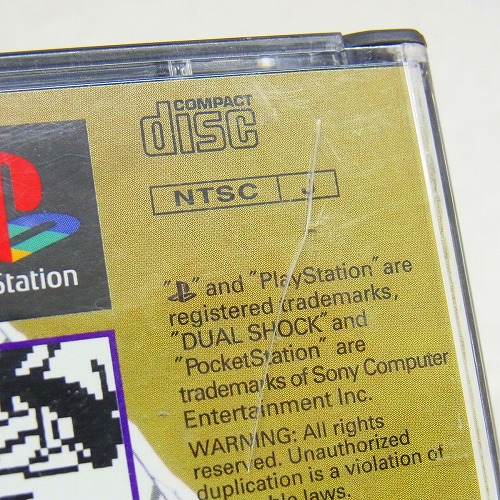 COMPACT
disc
NTSC J
Station
"P" and "PlayStation" are
registered trademarks,
"DUAL SHOCK" and
"PocketStation" are
trademarks of Sony Computer
Entertainment Inc.
WARNING: All rights
reserved. Unauthorized
duplication is a violation of
laws.